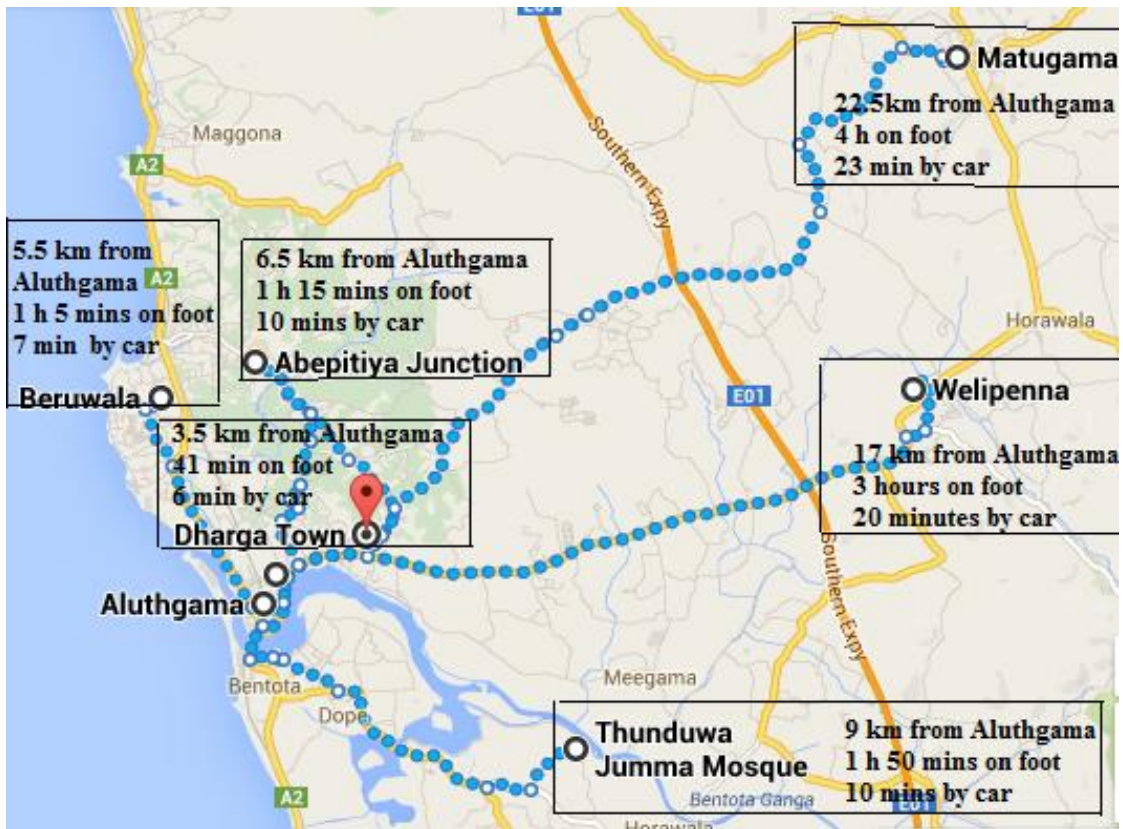 E01
Matugama
22.5km from Aluthgama
4 h on foot
23 min by car
Maggona
A2
Southern Expy
5.5 km from
Aluthgama
A2
1 h 5 mins on foot
7 min by car
Beruwala
6.5 km from Aluthgama
1 h 15 mins on foot
10 mins by car
Abepitiya Junction
Horawala
E01
Welipenna
17 km from Aluthgama
3 hours on foot
20 minutes by car
3.5 km from Aluthgama
41 min on foot
6 min by car
Dharga Town
Aluthgama
Southern Expy
Bentota
Dope
Meegama
Thunduwa
Jumma Mosque
9 km from Aluthgama
1 h 50 mins on foot
10 mins by car
A2
Bentota Ganga
E01
Horawala